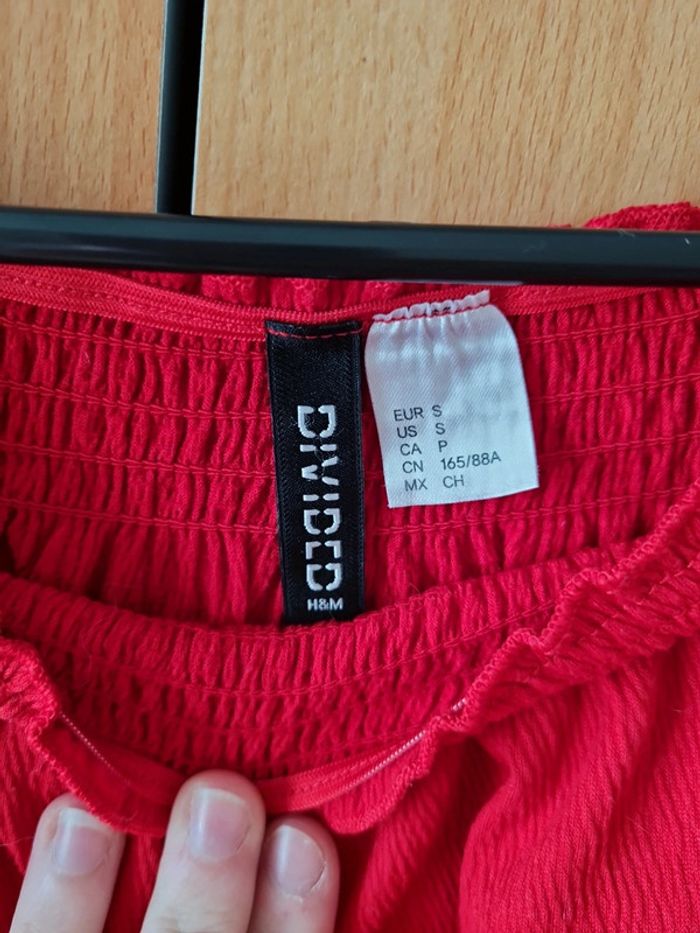 DIVIDED
H&M
EUR S
US S
CA P
CN 165/88A
MX CH